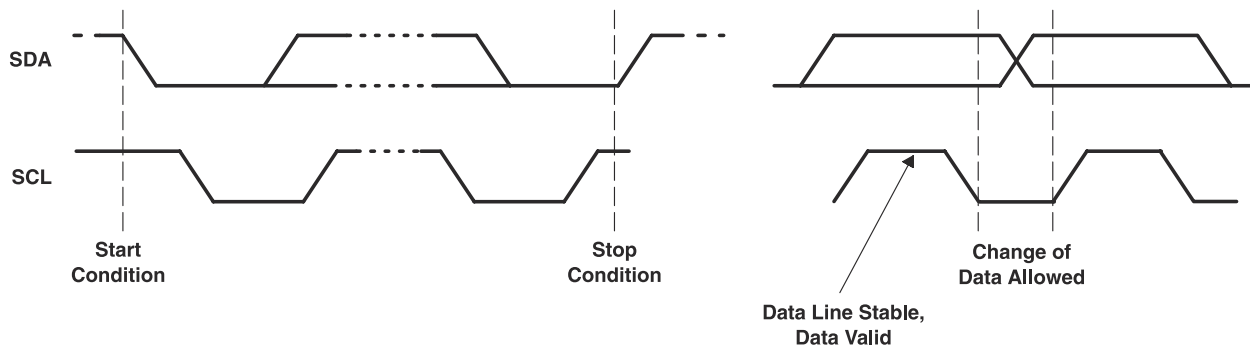 SDA
SCL
Start
Condition
Stop
Condition
Change of
Data Allowed
Data Line Stable,
Data Valid